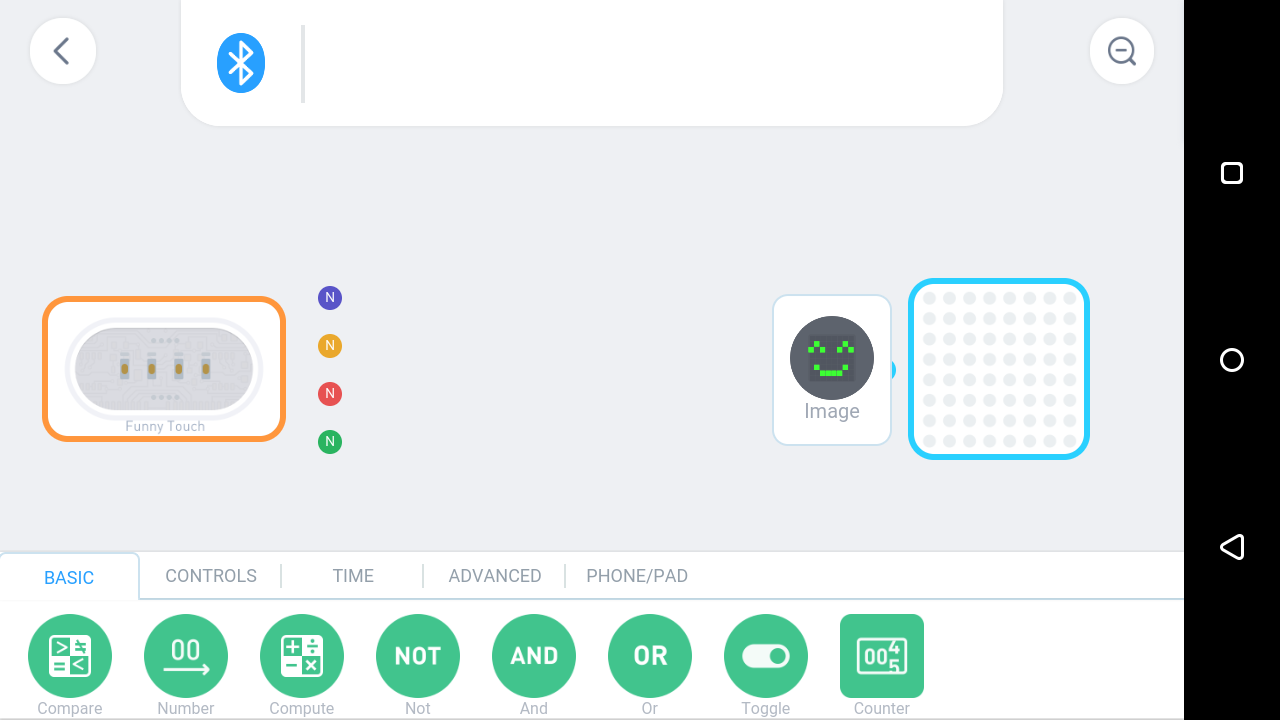 N
N
Image
N
Funny Touch
N
BASIC
CONTROLS
TIME
ADVANCED
PHONE/PAD
00
NOT
AND
OR
0045
Compare
Number
Compute
Not
And
Or
Toggle
Counter